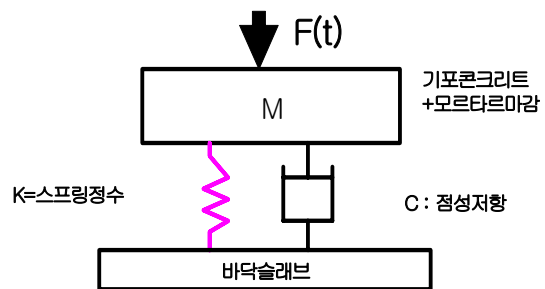 F(t)
M
기포콘크리트
+모르타르마감
K=스프링정수
C : 점성저항
바닥슬래브